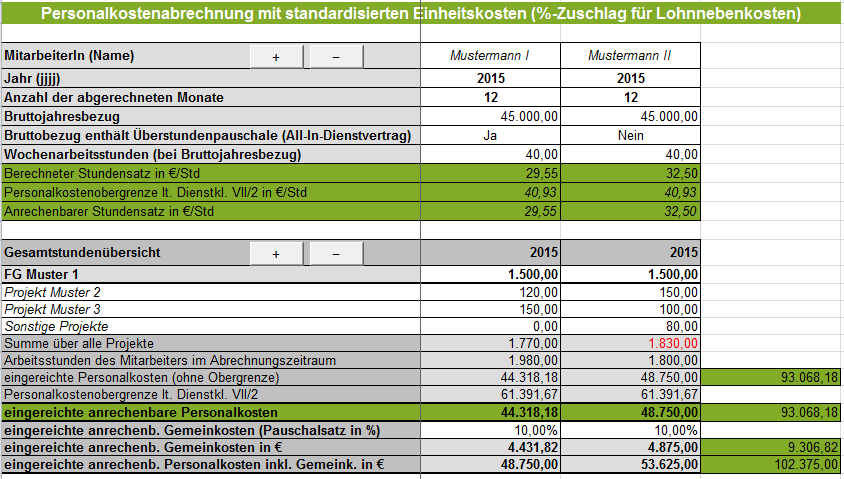 Personalkostenabrechnung mit standardisierten Einheitskosten (%-Zuschlag für Lohnnebenkosten)
MitarbeiterIn (Name) + – Mustermann I Mustermann II
Jahr (jjjj) 2015 2015
Anzahl der abgerechneten Monate 12 12
Bruttojahresbezug 45.000,00 45.000,00
Bruttobezug enthält Überstundenpauschale (All-In-Dienstvertrag) Ja Nein
Wochenarbeitsstunden (bei Bruttojahresbezug) 40,00 40,00
Berechneter Stundensatz in €/Std 29,55 32,50
Personalkostenobergrenze lt. Dienstkl. VII/2 in €/Std 40,93 40,93
Anrechenbarer Stundensatz in €/Std 29,55 32,50
Gesamtstundenübersicht + – 2015 2015
FG Muster 1 1.500,00 1.500,00
Projekt Muster 2 120,00 150,00
Projekt Muster 3 150,00 100,00
Sonstige Projekte 0,00 80,00
Summe über alle Projekte 1.770,00 1.830,00
Arbeitsstunden des Mitarbeiters im Abrechnungszeitraum 1.980,00 1.800,00
eingereichte Personalkosten (ohne Obergrenze) 44.318,18 48.750,00 93.068,18
Personalkostenobergrenze lt. Dienstkl. VII/2 61.391,67 61.391,67
eingereichte anrechenbare Personalkosten 44.318,18 48.750,00 93.068,18
eingereichte anrechenb. Gemeinkosten (Pauschalsatz in %) 10,00% 10,00%
eingereichte anrechenb. Gemeinkosten in € 4.431,82 4.875,00 9.306,82
eingereichte anrechenb. Personalkosten inkl. Gemeink. in € 48.750,00 53.625,00 102.375,00